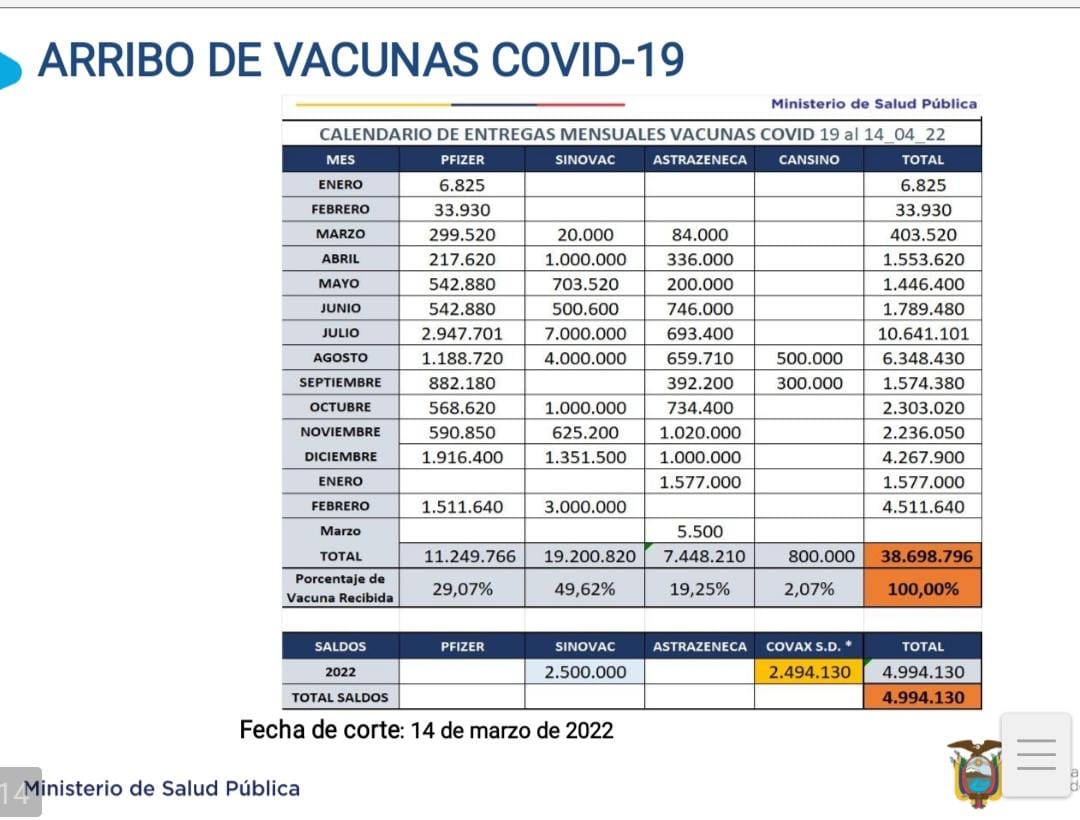 ARRIBO DE VACUNAS COVID-19
Ministerio de Salud Pública
CALENDARIO DE ENTREGAS MENSUALES VACUNAS COVID 19 al 14_04_22
MES PFIZER SINOVAC ASTRAZENECA CANSINO TOTAL
ENERO 6.825 6.825
FEBRERO 33.930 33.930
MARZO 299.520 20.000 84.000 403.520
ABRIL 217.620 1.000.000 336.000 1.553.620
MAYO 542.880 703.520 200.000 1.446.400
JUNIO 542.880 500.600 746.000 1.789.480
JULIO 2.947.701 7.000.000 693.400 10.641.101
AGOSTO 1.188.720 4.000.000 659.710 500.000 6.348.430
SEPTIEMBRE 882.180 392.200 300.000 1.574.380
OCTUBRE 568.620 1.000.000 734.400 2.303.020
NOVIEMBRE 590.850 625.200 1.020.000 2.236.050
DICIEMBRE 1.916.400 1.351.500 1.000.000 4.267.900
ENERO 1.577.000 1.577.000
FEBRERO 1.511.640 3.000.000 4.511.640
Marzo 5.500
TOTAL 11.249.766 19.200.820 7.448.210 800.000 38.698.796
Porcentaje de
Vacuna Recibida 29,07% 49,62% 19,25% 2,07% 100,00%
SALDOS PFIZER SINOVAC ASTRAZENECA COVAX S.D. * TOTAL
2022 2.500.000 2.494.130 4.994.130
TOTAL SALDOS 4.994.130
Fecha de corte: 14 de marzo de 2022
14
Ministerio de Salud Pública